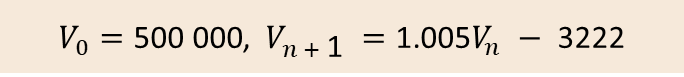 V₀ = 500 000, Vₙ ₊ ₁ = 1.005Vₙ − 3222